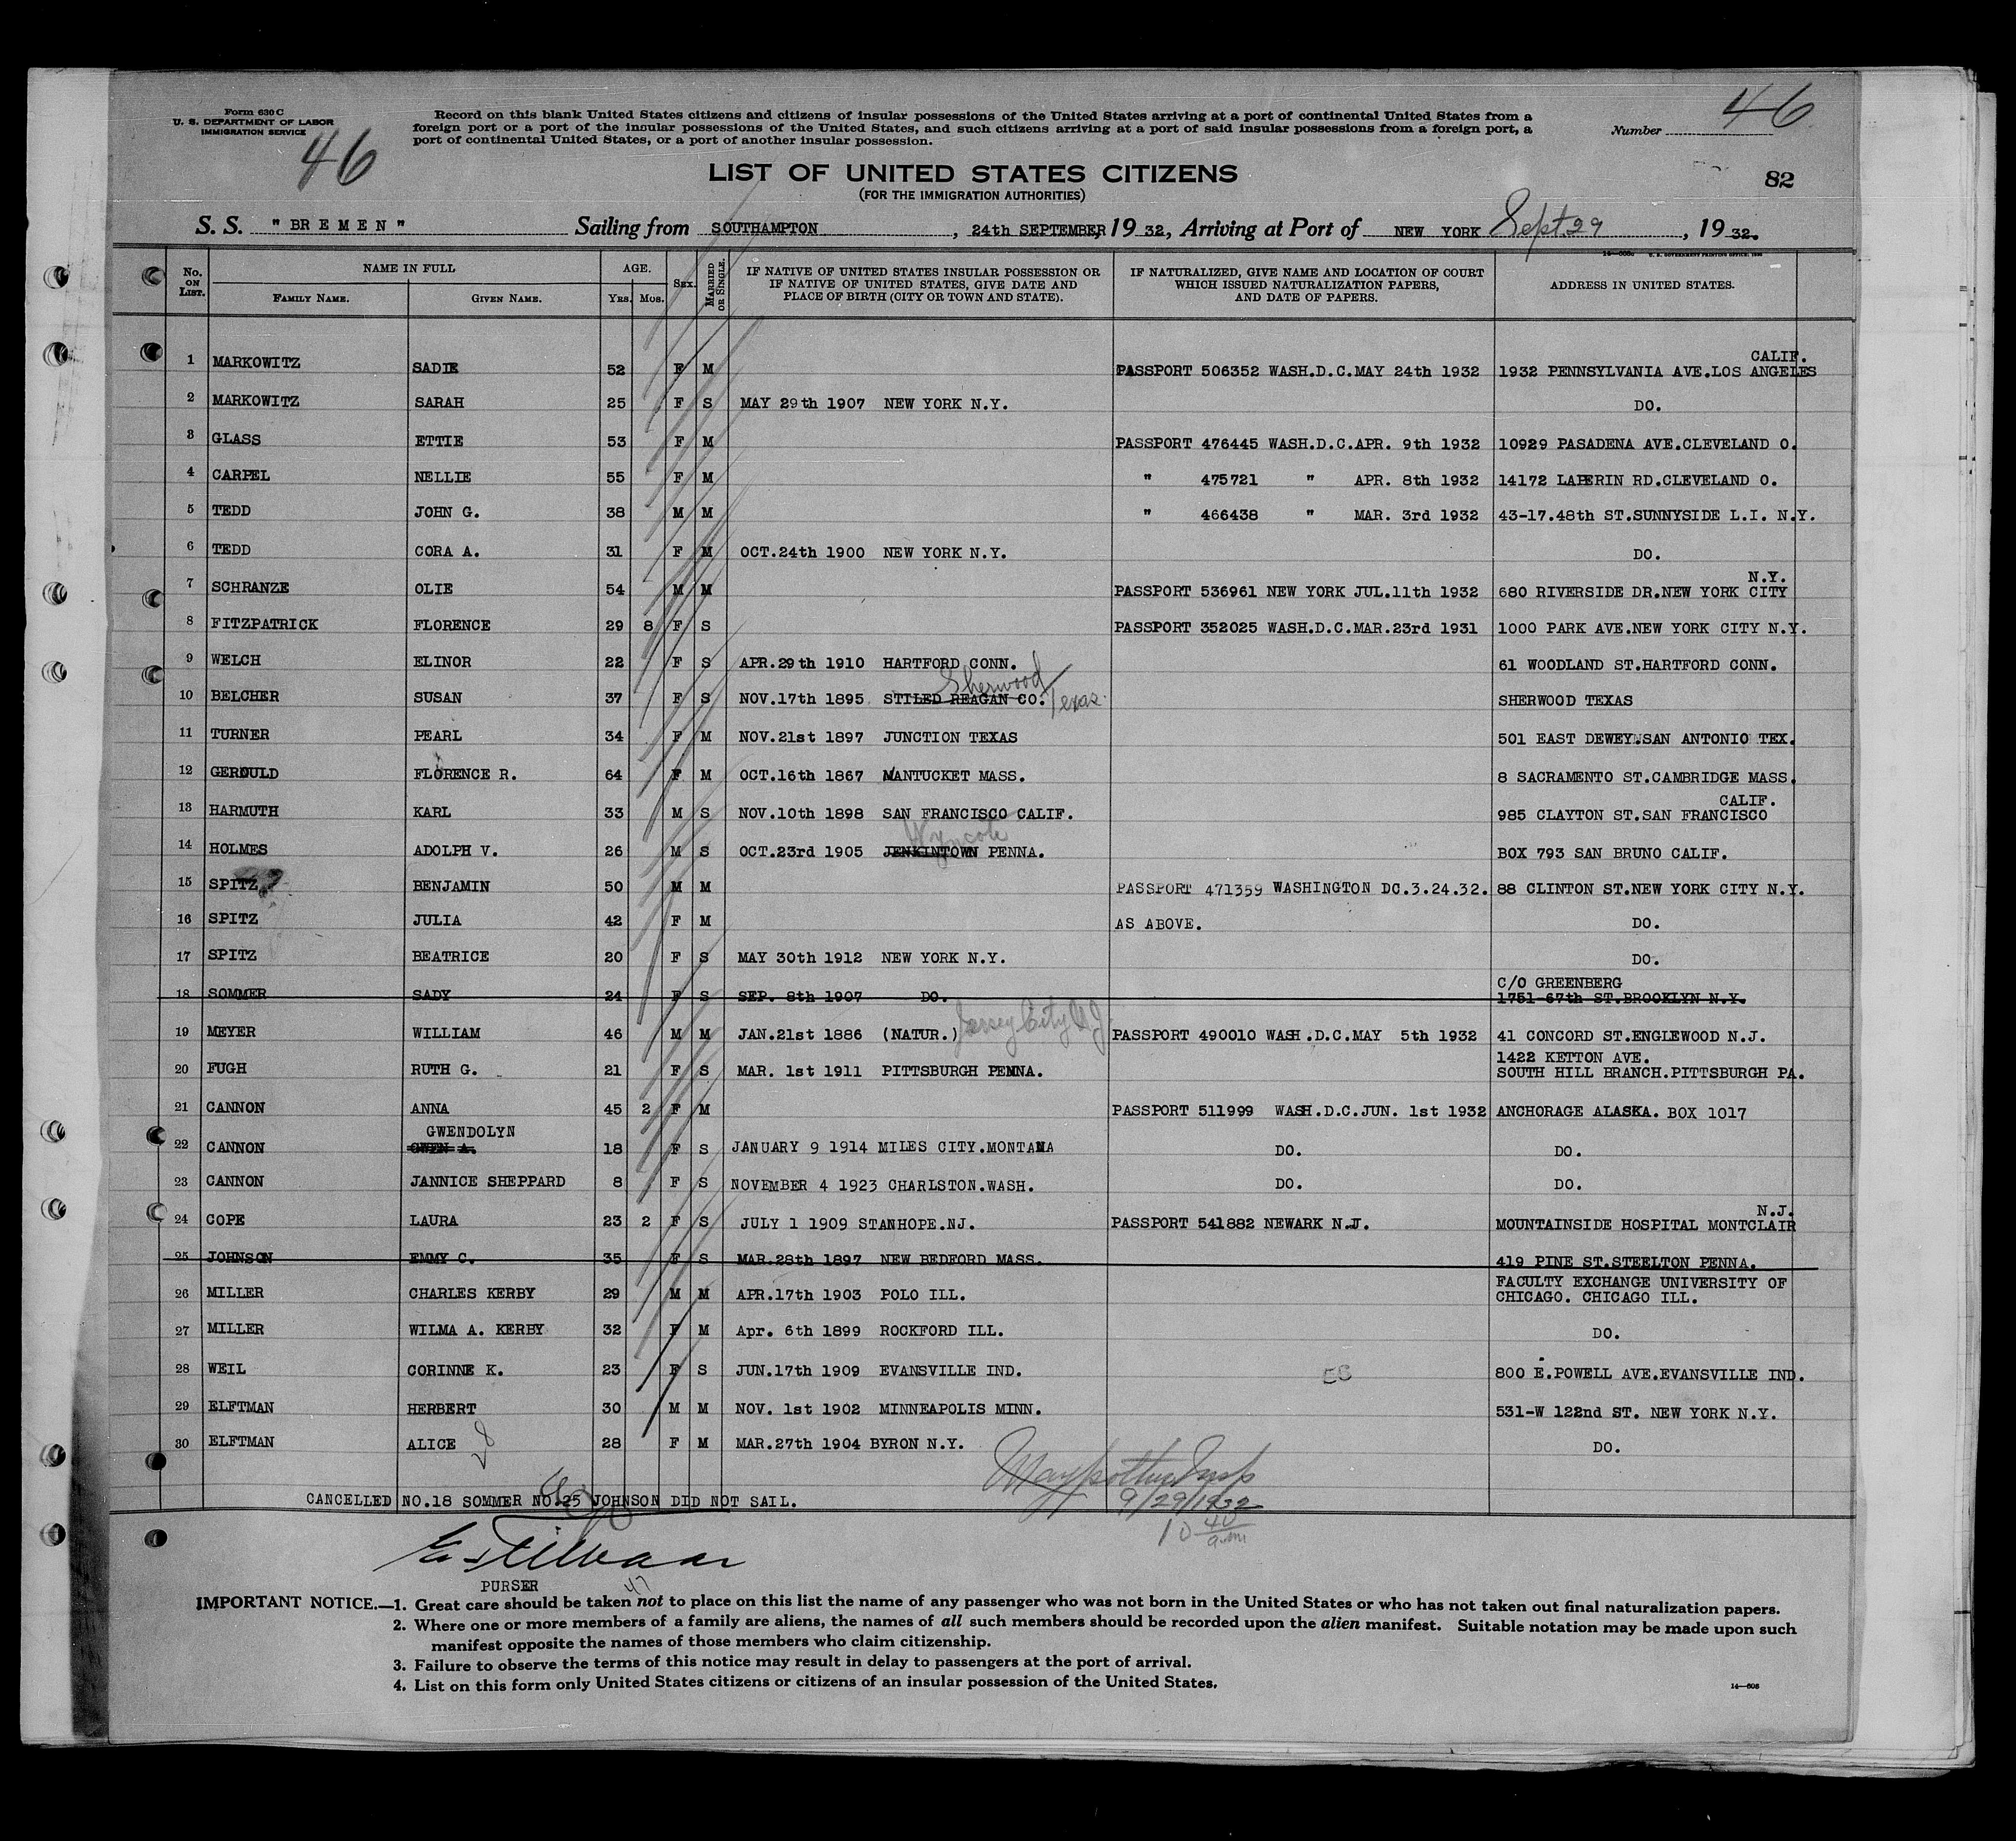 Form 630 C
U. S. DEPARTMENT OF LABOR
IMMIGRATION SERVICE
46
Record on this blank United States citizens and citizens of insular possessions of the United States arriving at a port of continental United States from a
foreign port or a port of the insular possessions of the United States, and such citizens arriving at a port of said insular possessions from a foreign port, a
port of continental United States, or a port of another insular possession.
Number 46
LIST OF UNITED STATES CITIZENS
(FOR THE IMMIGRATION AUTHORITIES)
82
S. S. "BREMEN" Sailing from SOUTHAMPTON, 24th SEPTEMBER, 19 32, Arriving at Port of NEW YORK Sept. 29, 19 32.
No. ON LIST. NAME IN FULL FAMILY NAME. GIVEN NAME. AGE. YRS. MOS. SEX. MARRIED OR SINGLE. IF NATIVE OF UNITED STATES INSULAR POSSESSION OR IF NATIVE OF UNITED STATES, GIVE DATE AND PLACE OF BIRTH (CITY OR TOWN AND STATE). IF NATURALIZED, GIVE NAME AND LOCATION OF COURT WHICH ISSUED NATURALIZATION PAPERS, AND DATE OF PAPERS. ADDRESS IN UNITED STATES.
1 MARKOWITZ SADIE 52 F M PASSPORT 506352 WASH.D.C.MAY 24th 1932 1932 PENNSYLVANIA AVE.LOS ANGELES CALIF.
2 MARKOWITZ SARAH 25 F S MAY 29th 1907 NEW YORK N.Y. DO.
3 GLASS ETTIE 53 F M PASSPORT 476445 WASH.D.C.APR. 9th 1932 10929 PASADENA AVE.CLEVELAND O.
4 CARPEL NELLIE 55 F M " 475721 " APR. 8th 1932 14172 LAPERIN RD.CLEVELAND O.
5 TEDD JOHN G. 38 M M " 466438 " MAR. 3rd 1932 43-17.48th ST.SUNNYSIDE L.I. N.Y.
6 TEDD CORA A. 31 F M OCT.24th 1900 NEW YORK N.Y. DO.
7 SCHRANZE OLIE 54 M M PASSPORT 536961 NEW YORK JUL.11th 1932 680 RIVERSIDE DR.NEW YORK CITY N.Y.
8 FITZPATRICK FLORENCE 29 8 F S PASSPORT 352025 WASH.D.C.MAR.23rd 1931 1000 PARK AVE.NEW YORK CITY N.Y.
9 WELCH ELINOR 22 F S APR.29th 1910 HARTFORD CONN. 61 WOODLAND ST.HARTFORD CONN.
10 BELCHER SUSAN 37 F S NOV.17th 1895 STILED REAGAN CO. Sherwood Texas. SHERWOOD TEXAS
11 TURNER PEARL 34 F M NOV.21st 1897 JUNCTION TEXAS 501 EAST DEWEY.SAN ANTONIO TEX.
12 GEROULD FLORENCE R. 64 F M OCT.16th 1867 NANTUCKET MASS. 8 SACRAMENTO ST.CAMBRIDGE MASS.
13 HARMUTH KARL 33 M S NOV.10th 1898 SAN FRANCISCO CALIF. 985 CLAYTON ST.SAN FRANCISCO CALIF.
14 HOLMES ADOLPH V. 26 M S OCT.23rd 1905 JENKINTOWN PENNA. Wyncote BOX 793 SAN BRUNO CALIF.
15 SPITZ BENJAMIN 50 M M PASSPORT 471359 WASHINGTON DC.3.24.32. 88 CLINTON ST.NEW YORK CITY N.Y.
16 SPITZ JULIA 42 F M AS ABOVE. DO.
17 SPITZ BEATRICE 20 F S MAY 30th 1912 NEW YORK N.Y. DO.
18 SOMMER SADY 24 F S SEP. 8th 1907 DO. C/O GREENBERG 1751-67th ST.BROOKLYN N.Y.
19 MEYER WILLIAM 46 M M JAN.21st 1886 (NATUR.) Jersey City N.J. PASSPORT 490010 WASH.D.C.MAY 5th 1932 41 CONCORD ST.ENGLEWOOD N.J.
20 FUGH RUTH G. 21 F S MAR. 1st 1911 PITTSBURGH PENNA. 1422 KETTON AVE. SOUTH HILL BRANCH.PITTSBURGH PA.
21 CANNON ANNA 45 2 F M PASSPORT 511999 WASH.D.C.JUN. 1st 1932 ANCHORAGE ALASKA. BOX 1017
22 CANNON GWENDOLYN GWEN A. 18 F S JANUARY 9 1914 MILES CITY.MONTANA DO. DO.
23 CANNON JANNICE SHEPPARD 8 F S NOVEMBER 4 1923 CHARLSTON.WASH. DO. DO.
24 COPE LAURA 23 2 F S JULY 1 1909 STANHOPE.NJ. PASSPORT 541882 NEWARK N.J. MOUNTAINSIDE HOSPITAL MONTCLAIR N.J.
25 JOHNSON EMMY C. 35 F S MAR.28th 1897 NEW BEDFORD MASS. 419 PINE ST.STEELTON PENNA.
26 MILLER CHARLES KERBY 29 M M APR.17th 1903 POLO ILL. FACULTY EXCHANGE UNIVERSITY OF CHICAGO. CHICAGO ILL.
27 MILLER WILMA A. KERBY 32 F M Apr. 6th 1899 ROCKFORD ILL. DO.
28 WEIL CORINNE K. 23 F S JUN.17th 1909 EVANSVILLE IND. 800 E.POWELL AVE.EVANSVILLE IND.
29 ELFTMAN HERBERT 30 M M NOV. 1st 1902 MINNEAPOLIS MINN. 531-W 122nd ST. NEW YORK N.Y.
30 ELFTMAN ALICE 28 F M MAR.27th 1904 BYRON N.Y. DO.
28
Insp
9/29/1932
10 40 a.m
CANCELLED NO.18 SOMMER NO.25 JOHNSON DID NOT SAIL.
PURSER
47
IMPORTANT NOTICE.—1. Great care should be taken not to place on this list the name of any passenger who was not born in the United States or who has not taken out final naturalization papers.
2. Where one or more members of a family are aliens, the names of all such members should be recorded upon the alien manifest. Suitable notation may be made upon such
manifest opposite the names of those members who claim citizenship.
3. Failure to observe the terms of this notice may result in delay to passengers at the port of arrival.
4. List on this form only United States citizens or citizens of an insular possession of the United States.
14—608